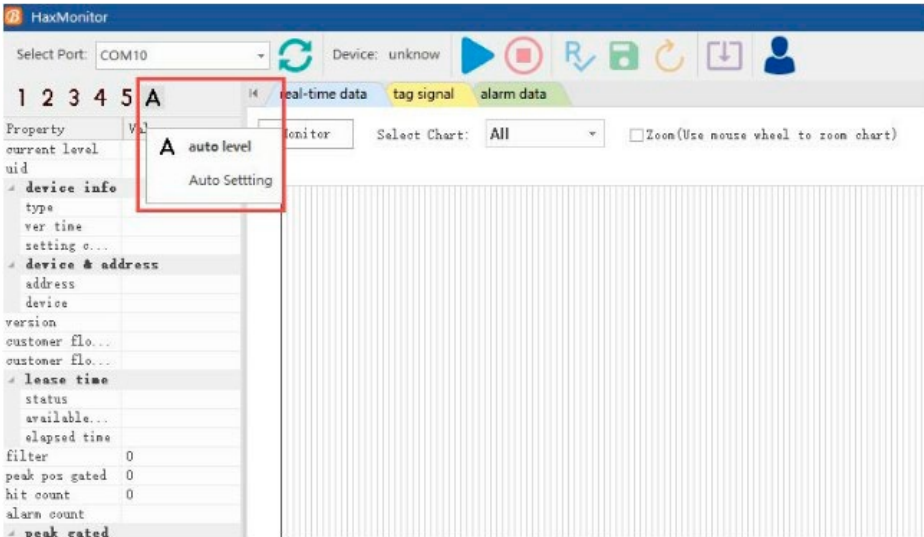 HaxMonitor
Select Port: COM10 Device: unknow
1 2 3 4 5 A
real-time data tag signal alarm data
Property
Select Chart: All Zoom(Use mouse wheel to zoom chart)
A auto level
Auto Settting
current level
uid
device info
type
ver time
setting c...
device & address
address
device
version
customer flo...
customer flo...
lease time
status
available...
elapsed time
filter 0
peak pos gated 0
hit count 0
alarm count
peak gated